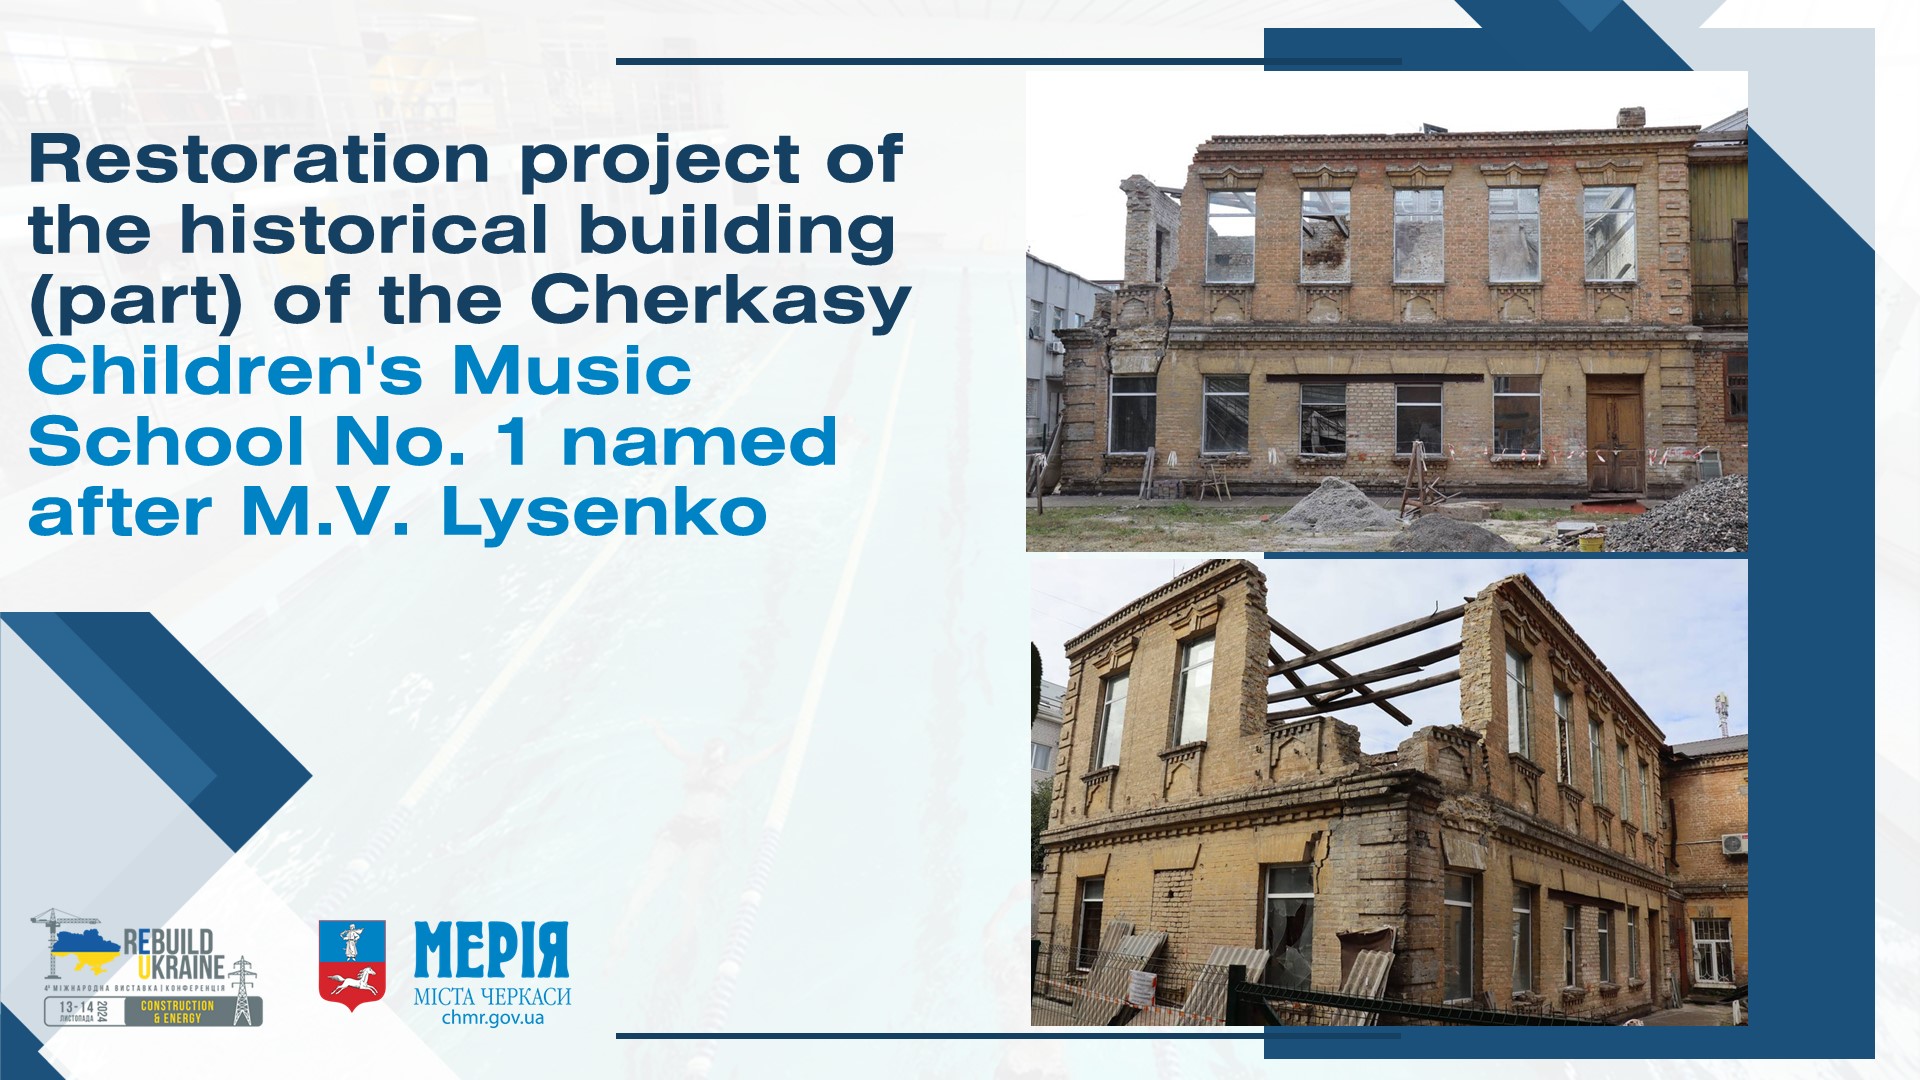 Restoration project of
the historical building
(part) of the Cherkasy
Children's Music
School No. 1 named
after M.V. Lysenko
REBUILD
UKRAINE
4ª МІЖНАРОДНА ВИСТАВКА | КОНФЕРЕНЦІЯ
13-14
ЛИСТОПАДА
2024
CONSTRUCTION
& ENERGY
МЕРІЯ
МІСТА ЧЕРКАСИ
chmr.gov.ua